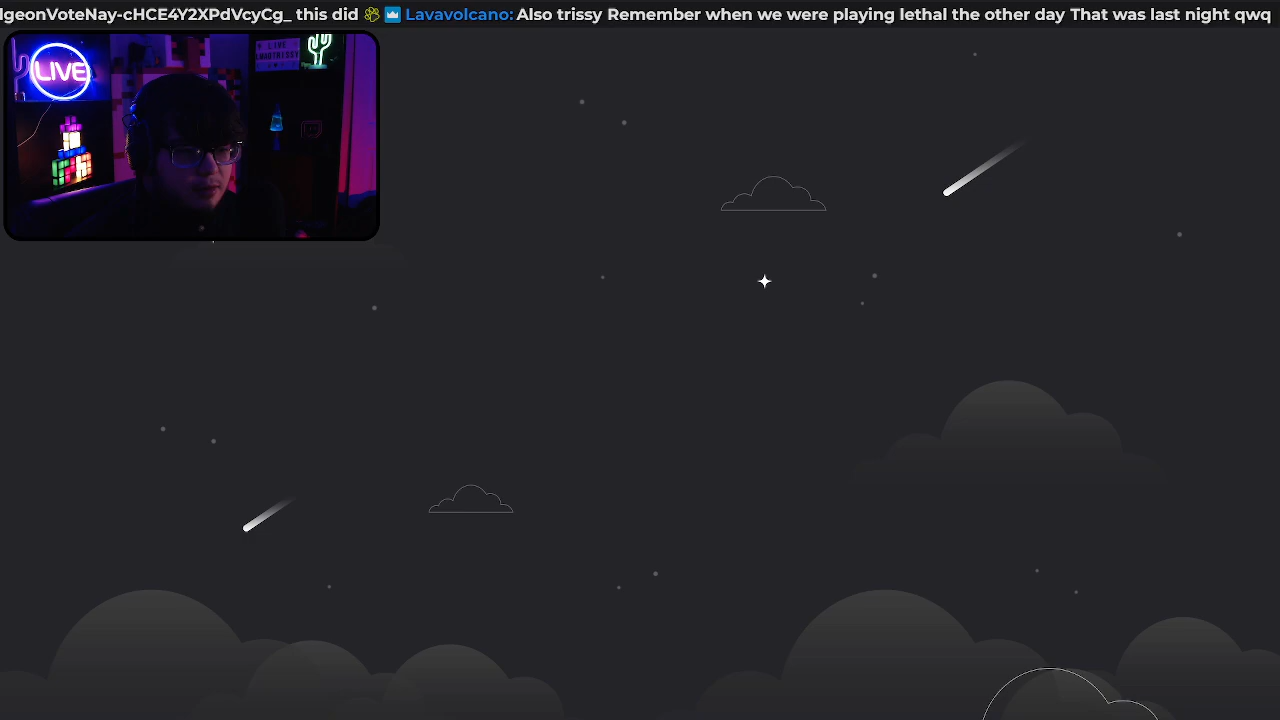 lgeonVoteNay-cHCE4Y2XPdVcyCg_ this did Lavavolcano: Also trissy Remember when we were playing lethal the other day That was last night qwq
LIVE
LIVE